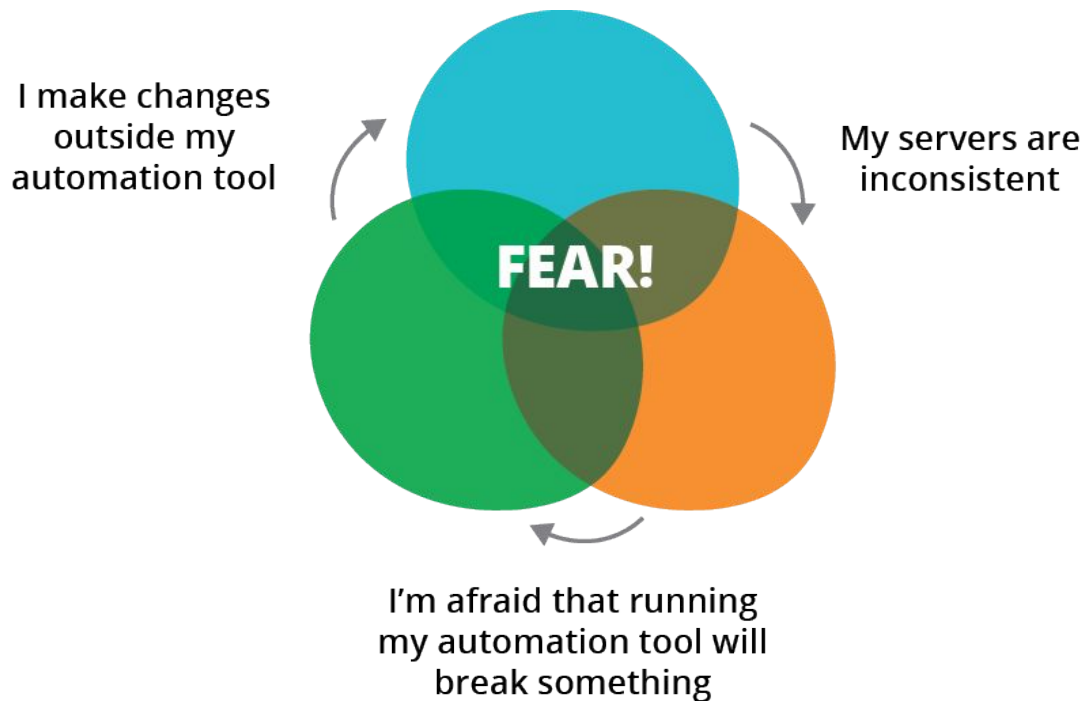 I make changes
outside my
automation tool
My servers are
inconsistent
FEAR!
I’m afraid that running
my automation tool will
break something